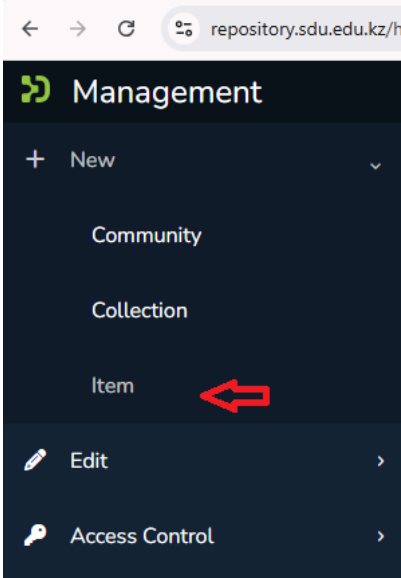 repository.sdu.edu.kz/h
Management
New
Community
Collection
Item
Edit
Access Control